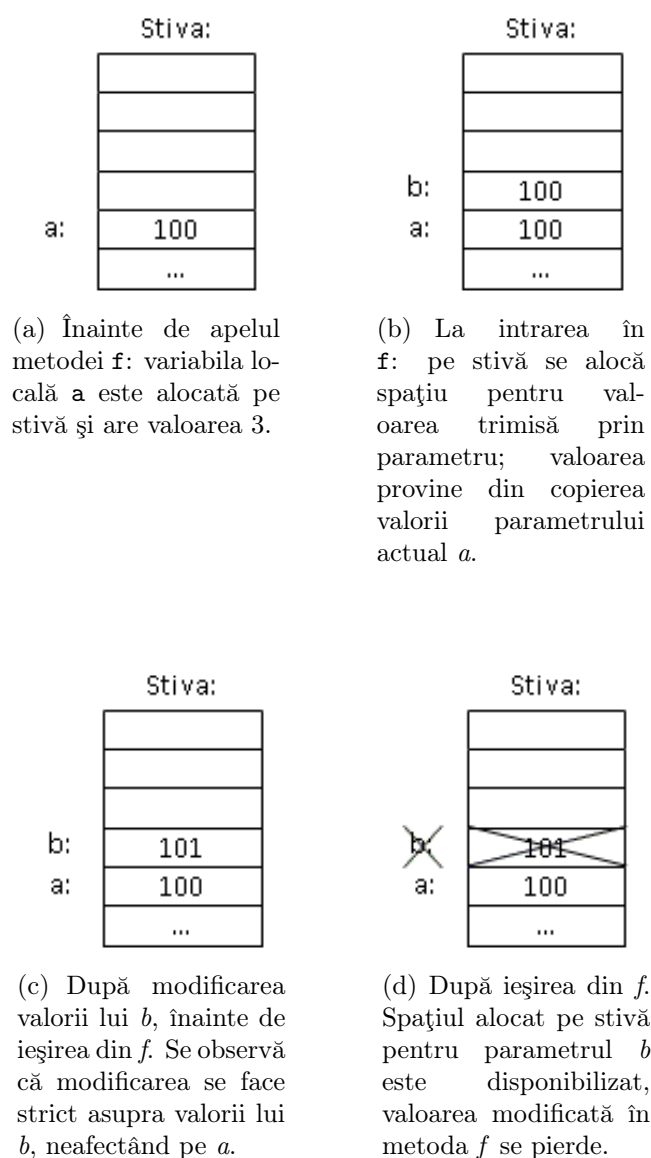 Stiva:
a: 100
...
(a) Înainte de apelul
metodei f: variabila lo-
cală a este alocată pe
stivă şi are valoarea 3.
Stiva:
b: 100
a: 100
...
(b) La intrarea în
f: pe stivă se alocă
spaţiu pentru val-
oarea trimisă prin
parametru; valoarea
provine din copierea
valorii parametrului
actual a.
Stiva:
b: 101
a: 100
...
(c) După modificarea
valorii lui b, înainte de
ieşirea din f. Se observă
că modificarea se face
strict asupra valorii lui
b, neafectând pe a.
Stiva:
b: 101
a: 100
...
(d) După ieşirea din f.
Spaţiul alocat pe stivă
pentru parametrul b
este disponibilizat,
valoarea modificată în
metoda f se pierde.